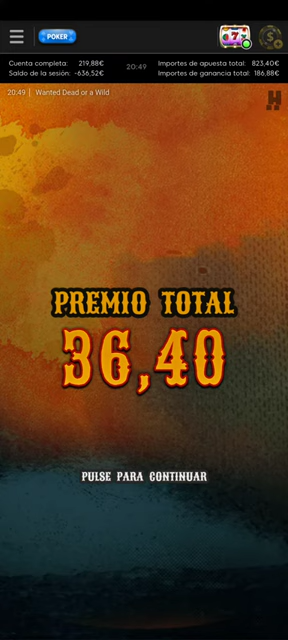 POKER
Cuenta completa: 219,88€
Saldo de la sesión: -636,52€
20:49
Importes de apuesta total: 823,40€
Importes de ganancia total: 186,88€
20:49 | Wanted Dead or a Wild
PREMIO TOTAL
36,40
PULSE PARA CONTINUAR